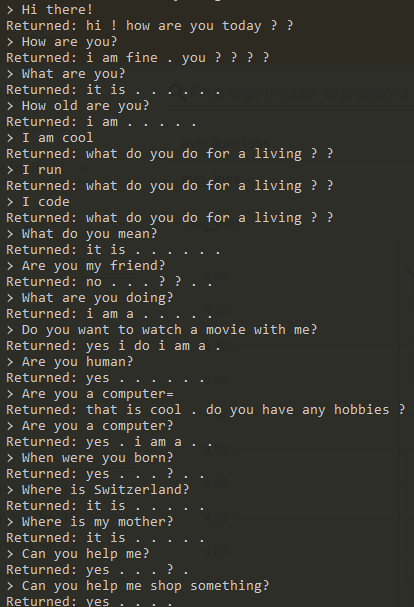 > Hi there!
Returned: hi ! how are you today ? ?
> How are you?
Returned: i am fine . you ? ? ? ?
> What are you?
Returned: it is . . . . . .
> How old are you?
Returned: i am . . . . .
> I am cool
Returned: what do you do for a living ? ?
> I run
Returned: what do you do for a living ? ?
> I code
Returned: what do you do for a living ? ?
> What do you mean?
Returned: it is . . . . . .
> Are you my friend?
Returned: no . . . ? ? . .
> What are you doing?
Returned: i am a . . . . .
> Do you want to watch a movie with me?
Returned: yes i do i am a .
> Are you human?
Returned: yes . . . . . .
> Are you a computer=
Returned: that is cool . do you have any hobbies ?
> Are you a computer?
Returned: yes . i am a . .
> When were you born?
Returned: yes . . . ? . .
> Where is Switzerland?
Returned: it is . . . . .
> Where is my mother?
Returned: it is . . . . .
> Can you help me?
Returned: yes . . . ? .
> Can you help me shop something?
Returned: yes . . . .